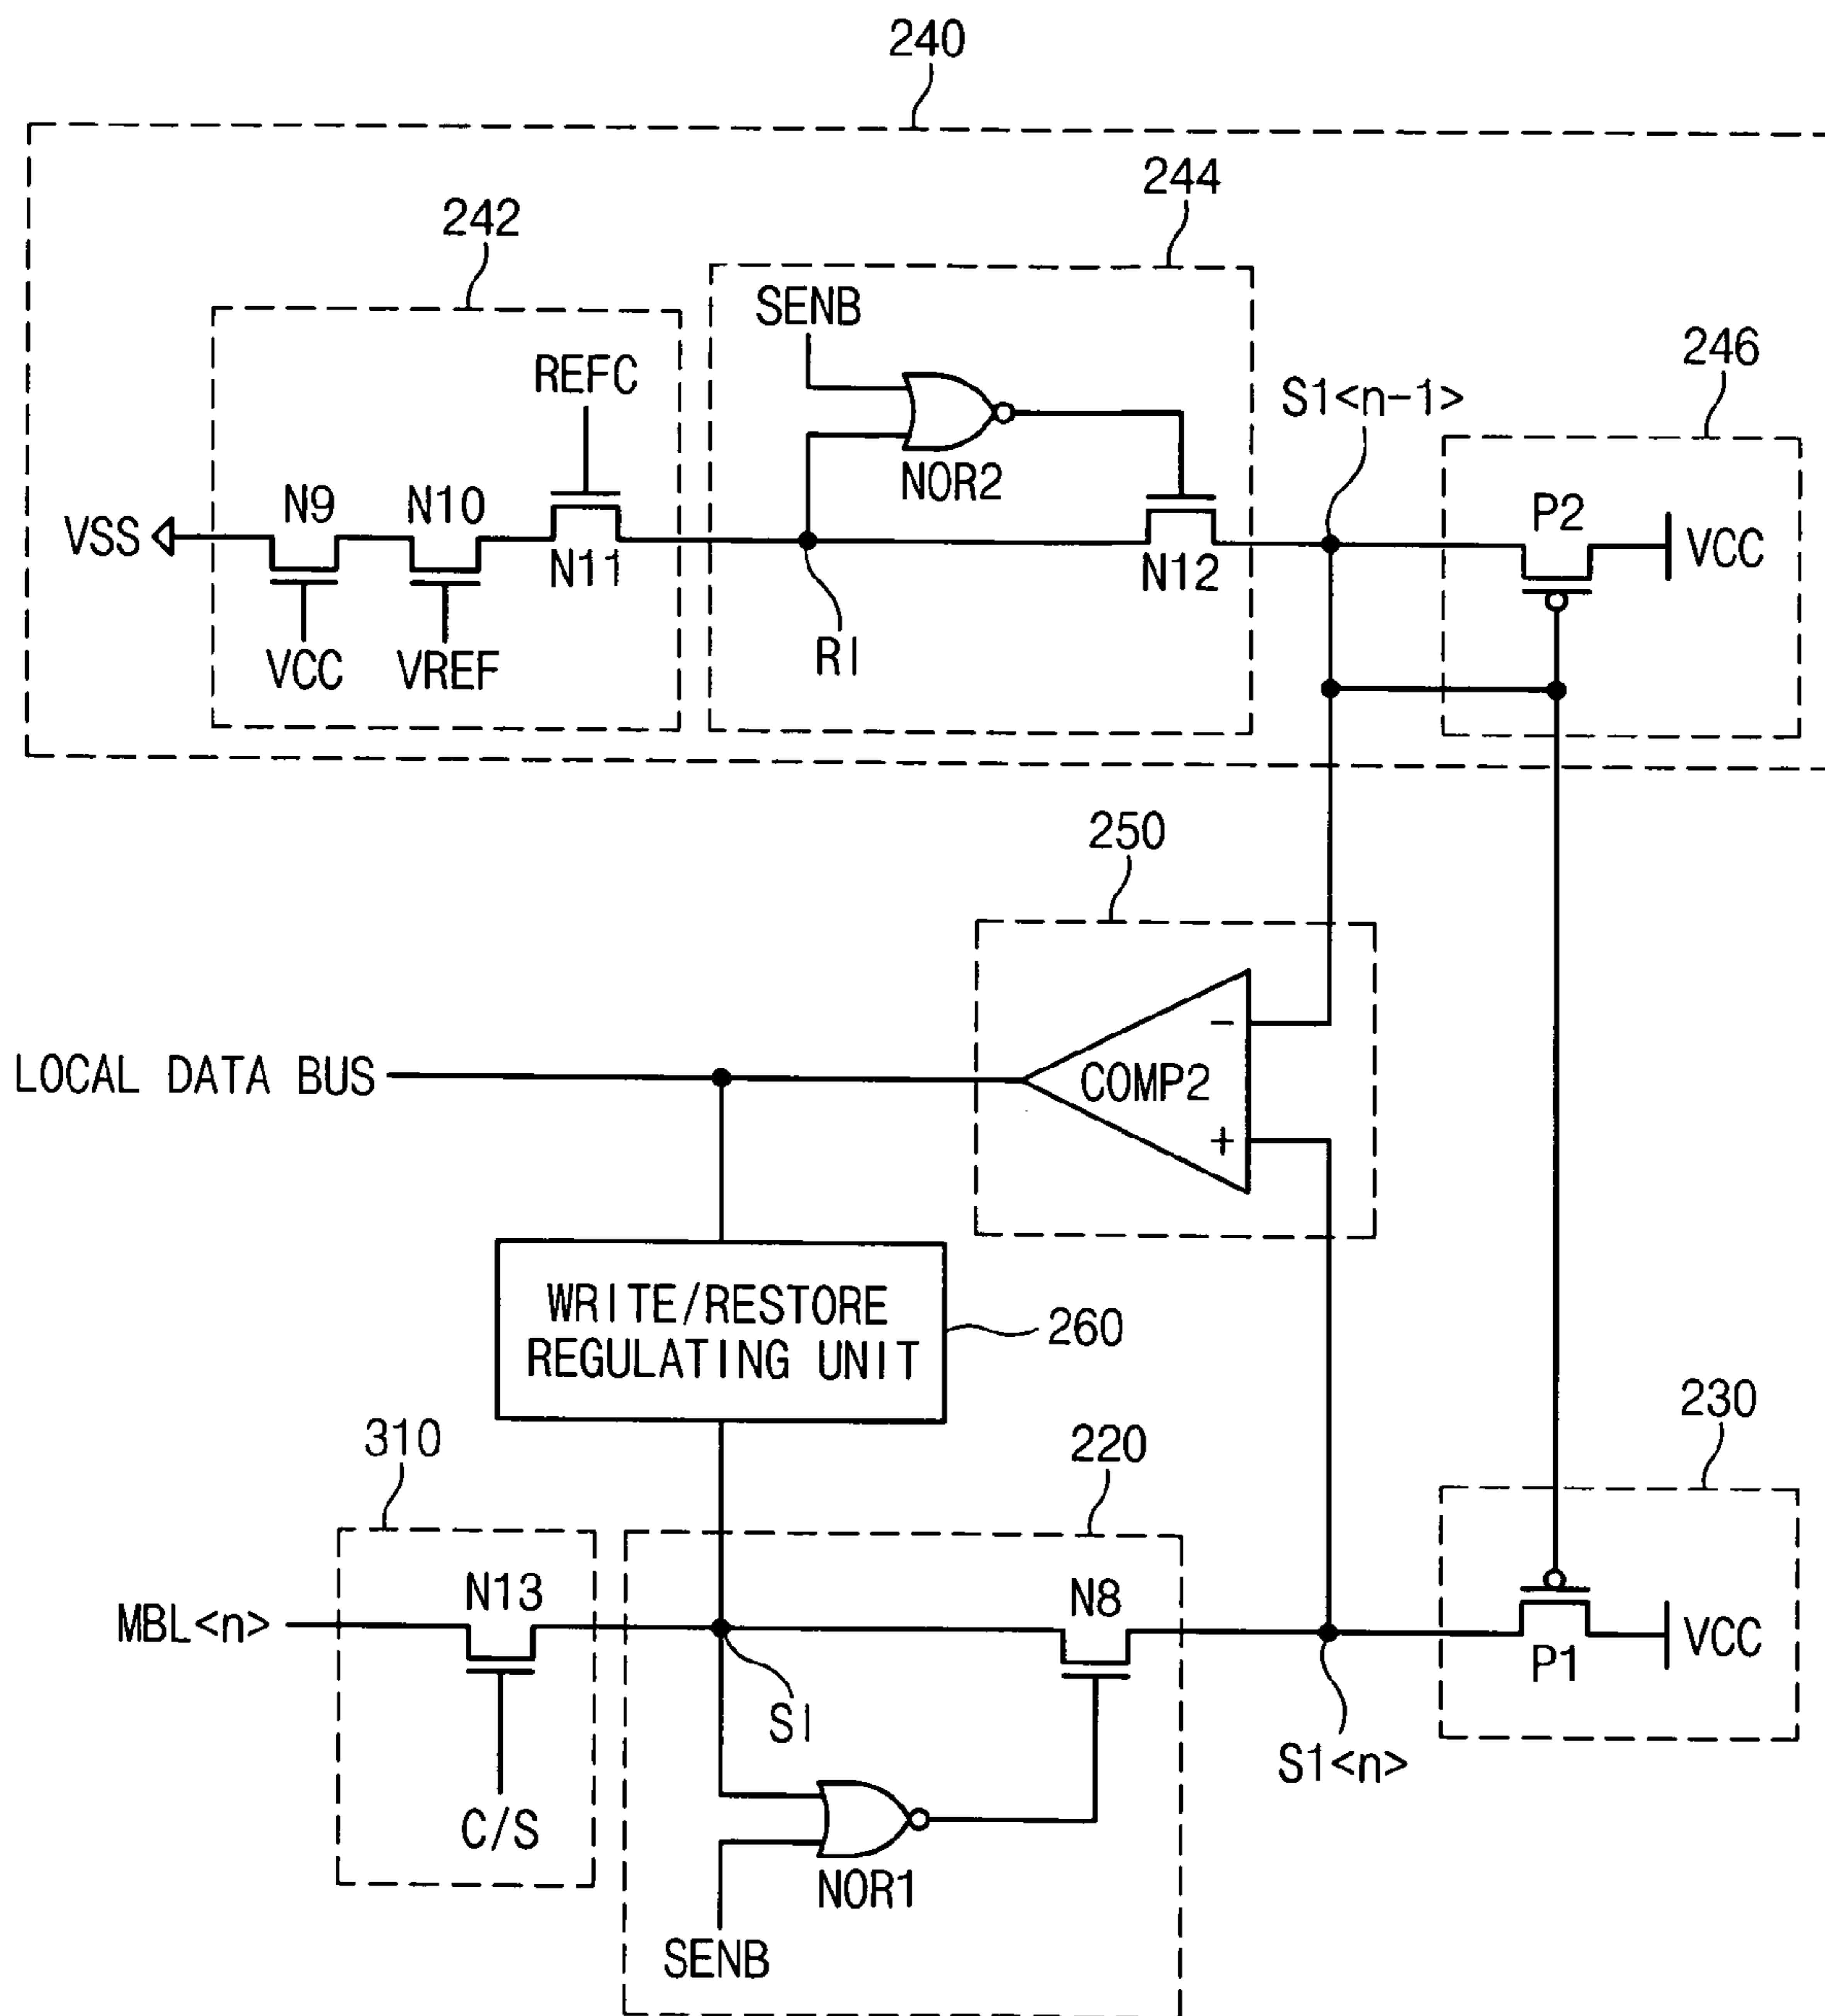 240
244
242
SENB
246
REFC
S1<n-1>
NOR2
P2
N9
N10
VSS
VCC
N11
N12
RI
VCC
VREF
250
LOCAL DATA BUS
-
COMP2
+
WRITE/RESTORE
REGULATING UNIT
260
230
310
220
N13
N8
MBL<n>
VCC
P1
SI
S1<n>
C/S
NOR1
SENB